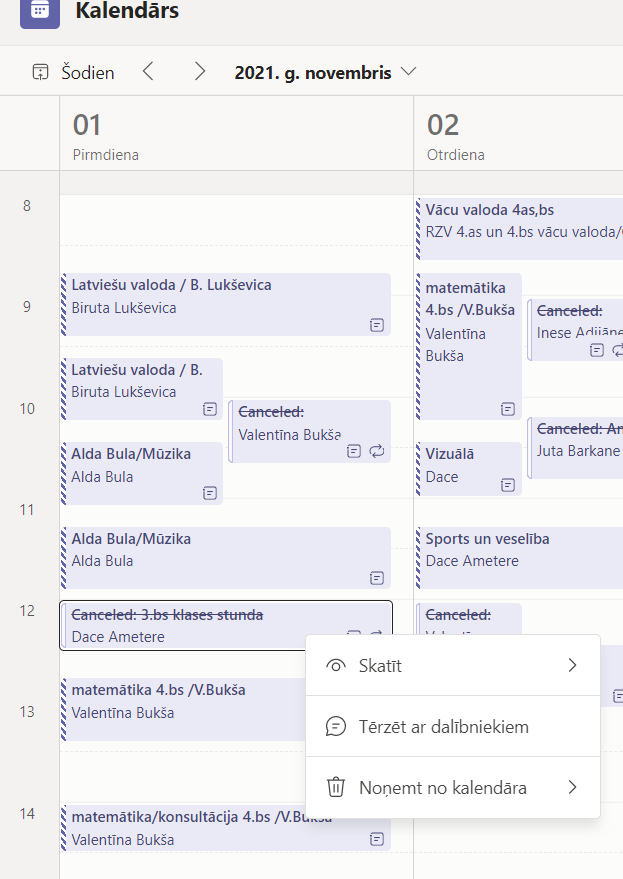 Kalendārs
Šodien
2021. g. novembris
01
Pirmdiena
02
Otrdiena
8
9
10
11
12
13
14
Latviešu valoda / B. Lukševica
Biruta Lukševica
Latviešu valoda / B.
Biruta Lukševica
Canceled:
Valentīna Bukša
Alda Bula/Mūzika
Alda Bula
Alda Bula/Mūzika
Alda Bula
Canceled: 3.bs klases stunda
Dace Ametere
matemātika 4.bs /V.Bukša
Valentīna Bukša
matemātika/konsultācija 4.bs /V.Bukša
Valentīna Bukša
Vācu valoda 4as,bs
RZV 4.as un 4.bs vācu valoda/
matemātika
4.bs /V.Bukša
Valentīna
Bukša
Canceled:
Inese Adijāne
Canceled:
Juta Barkane
Vizuālā
Dace
Sports un veselība
Dace Ametere
Canceled:
Skatīt
Tērzēt ar dalībniekiem
Noņemt no kalendāra